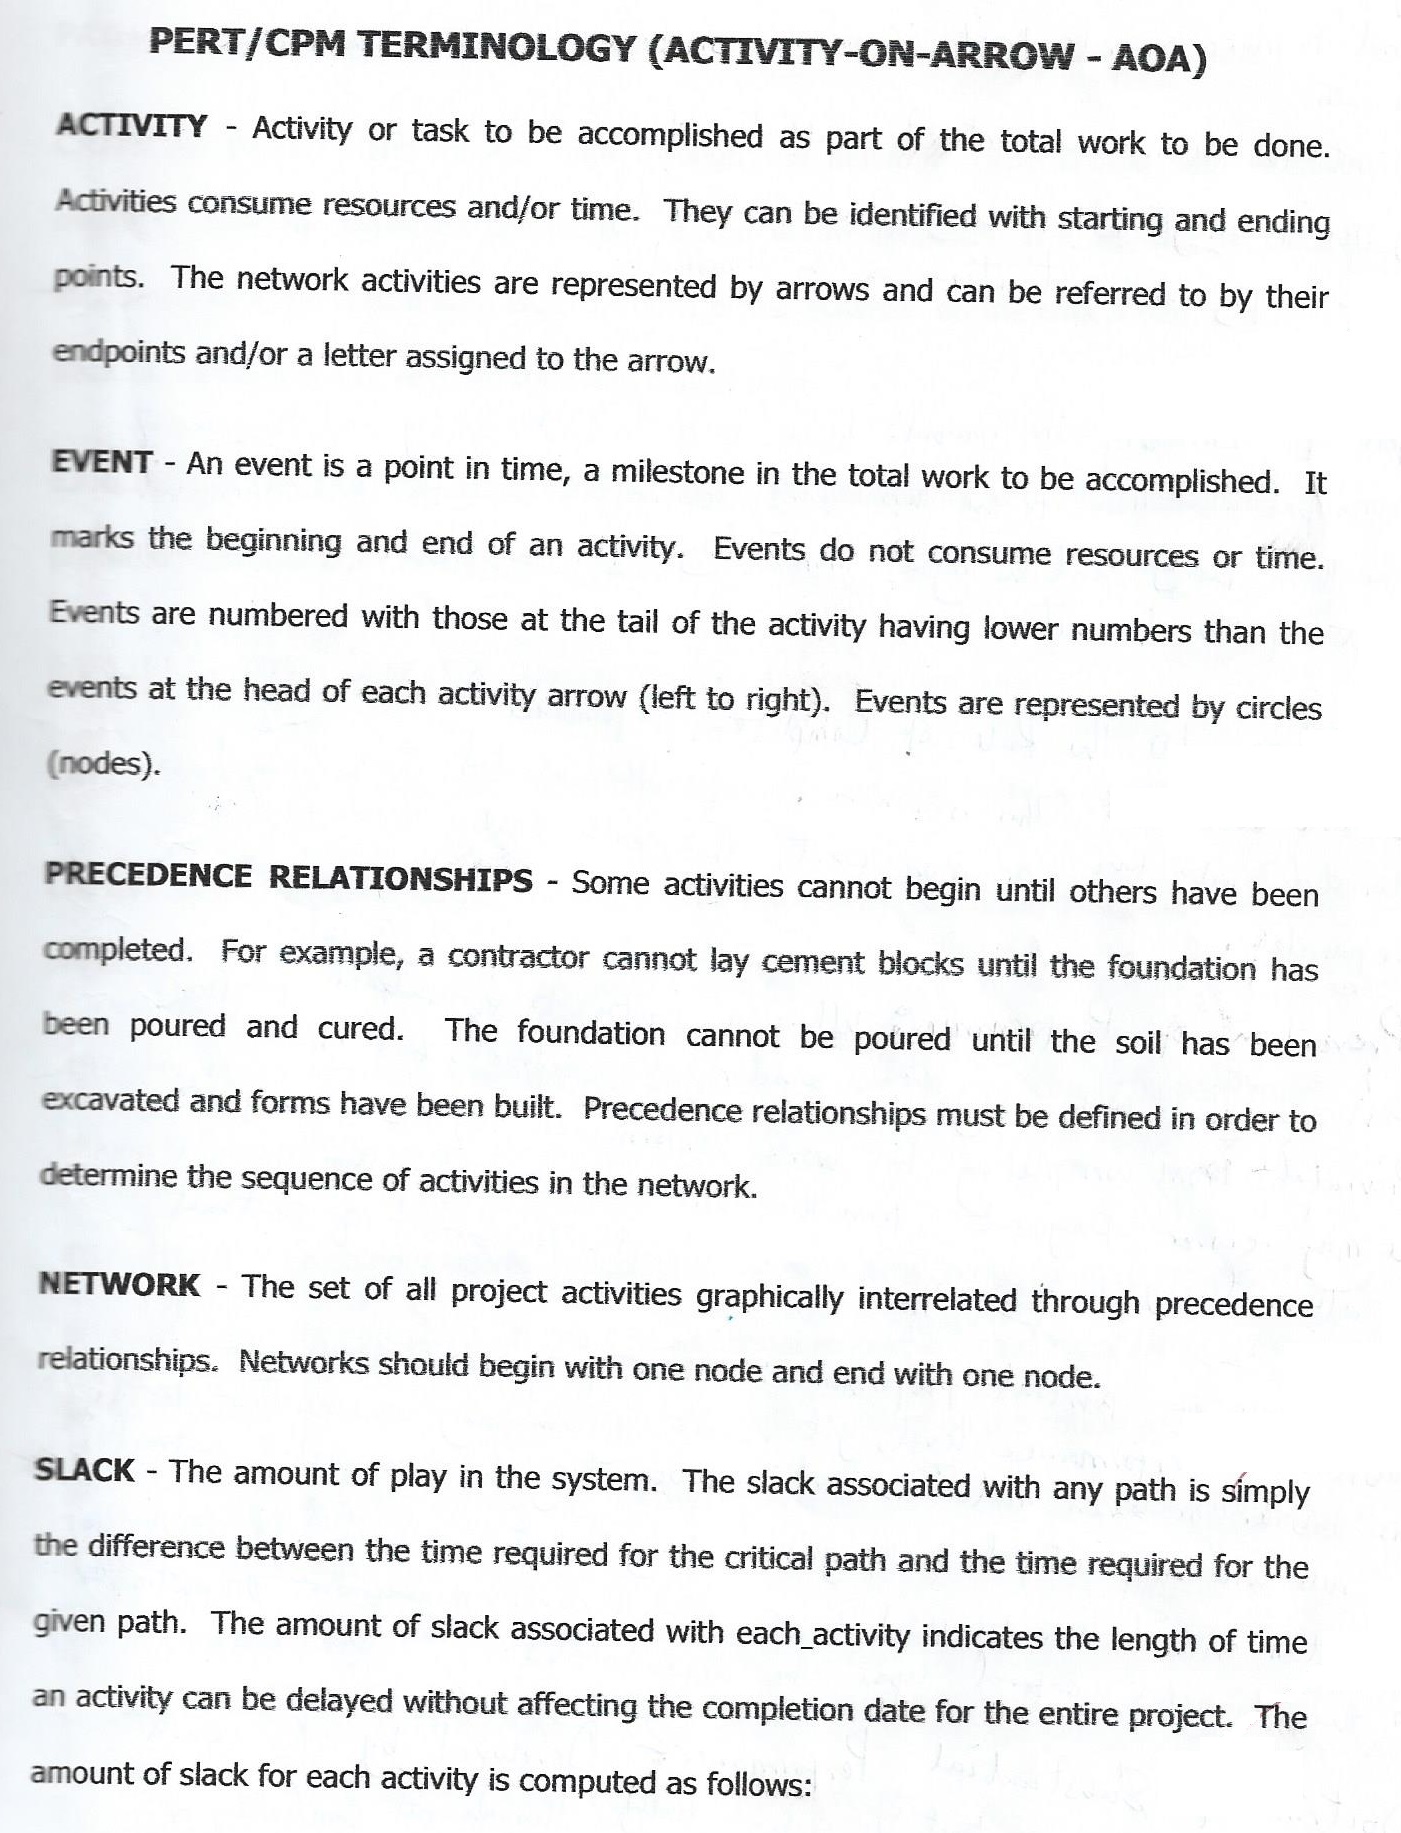 PERT/CPM TERMINOLOGY (ACTIVITY-ON-ARROW - AOA)
ACTIVITY - Activity or task to be accomplished as part of the total work to be done.
Activities consume resources and/or time. They can be identified with starting and ending
points. The network activities are represented by arrows and can be referred to by their
endpoints and/or a letter assigned to the arrow.
EVENT - An event is a point in time, a milestone in the total work to be accomplished. It
marks the beginning and end of an activity. Events do not consume resources or time.
Events are numbered with those at the tail of the activity having lower numbers than the
events at the head of each activity arrow (left to right). Events are represented by circles
(nodes).
PRECEDENCE RELATIONSHIPS - Some activities cannot begin until others have been
completed. For example, a contractor cannot lay cement blocks until the foundation has
been poured and cured. The foundation cannot be poured until the soil has been
excavated and forms have been built. Precedence relationships must be defined in order to
determine the sequence of activities in the network.
NETWORK - The set of all project activities graphically interrelated through precedence
relationships. Networks should begin with one node and end with one node.
SLACK - The amount of play in the system. The slack associated with any path is simply
the difference between the time required for the critical path and the time required for the
given path. The amount of slack associated with each_activity indicates the length of time
an activity can be delayed without affecting the completion date for the entire project. The
amount of slack for each activity is computed as follows: